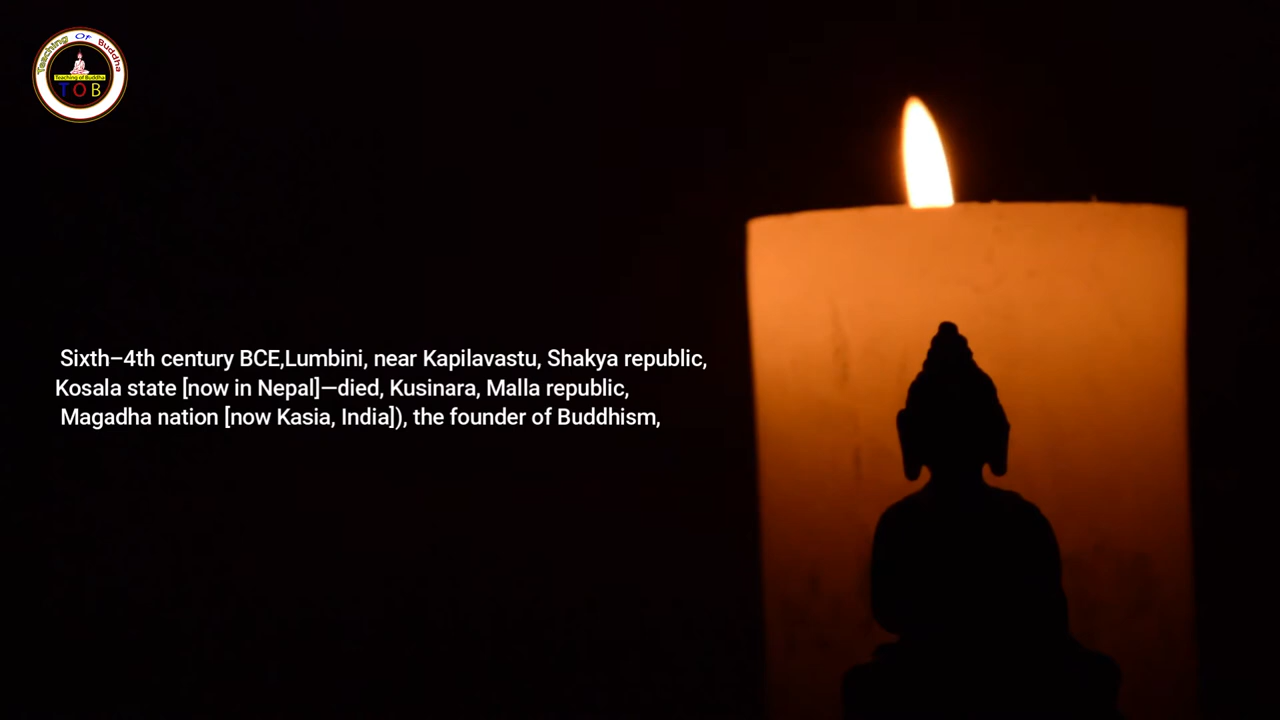 Teaching Of Buddha
Teaching of Buddha
TOB
Sixth–4th century BCE,Lumbini, near Kapilavastu, Shakya republic,
Kosala state [now in Nepal]—died, Kusinara, Malla republic,
Magadha nation [now Kasia, India]), the founder of Buddhism,